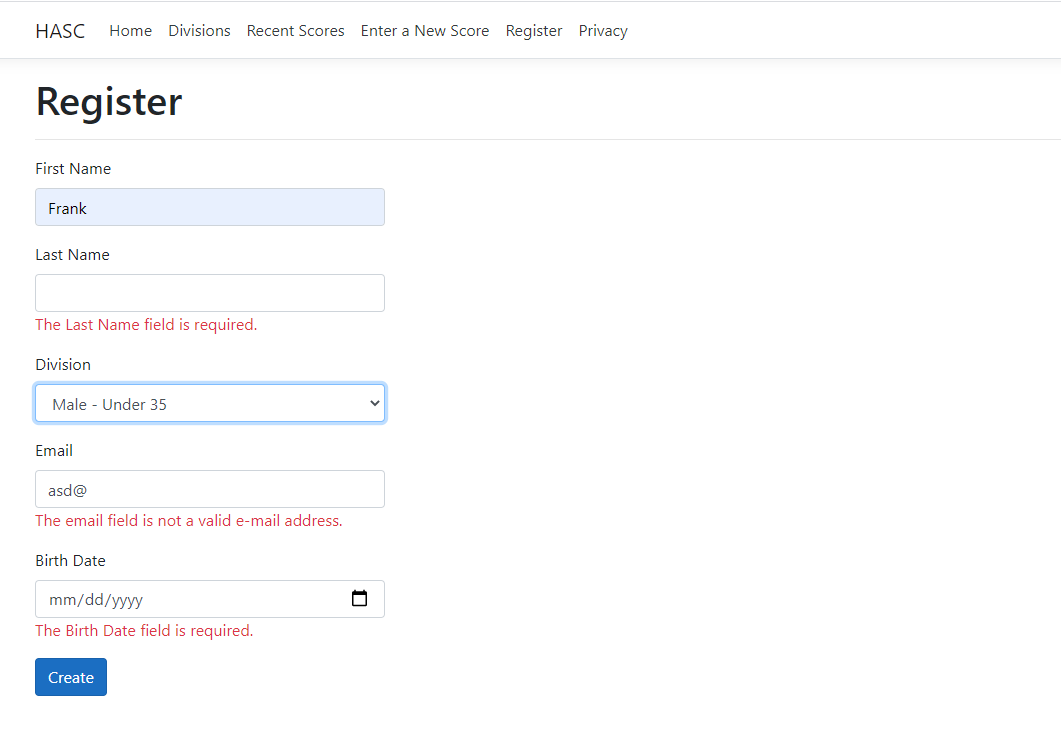 HASC Home Divisions Recent Scores Enter a New Score Register Privacy
Register
First Name
Frank
Last Name
The Last Name field is required.
Division
Male - Under 35
Email
asd@
The email field is not a valid e-mail address.
Birth Date
mm/dd/yyyy
The Birth Date field is required.
Create